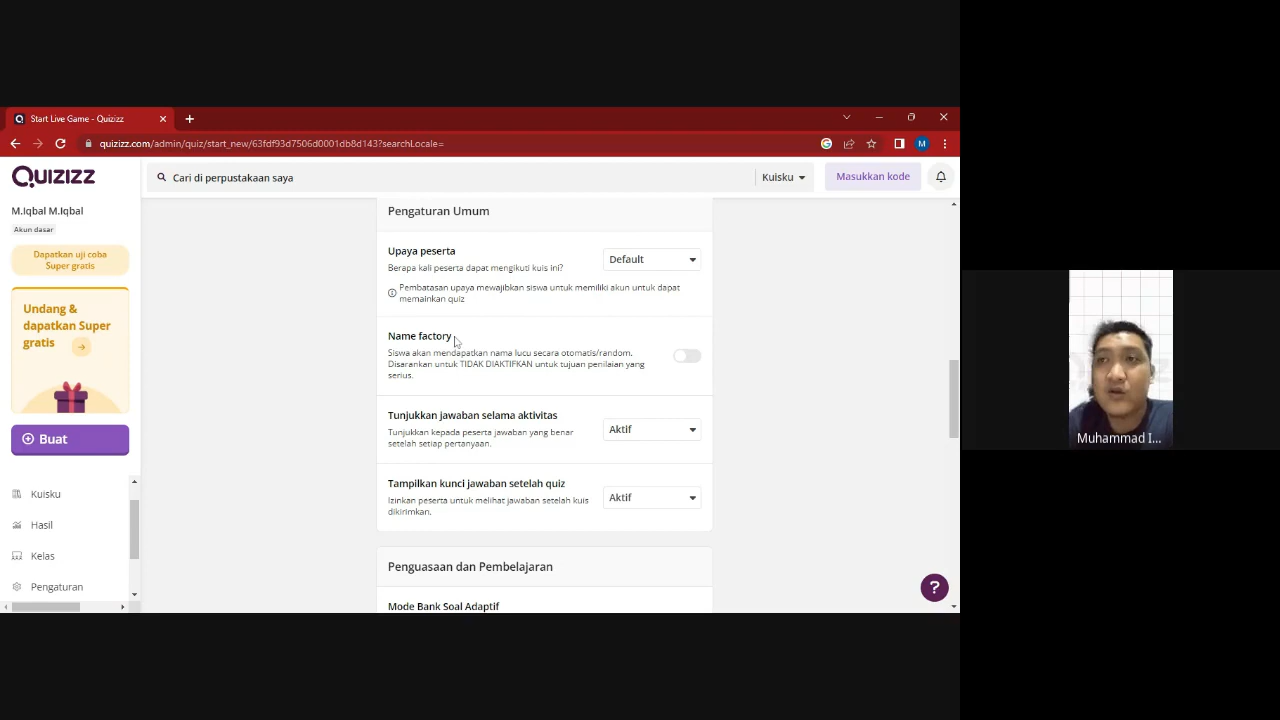 Start Live Game - Quizizz
quizizz.com/admin/quiz/start_new/63fdf93d7506d0001db8d143?searchLocale=
M
QUIZIZZ
Cari di perpustakaan saya
Kuisku
Masukkan kode
M.Iqbal M.Iqbal
Akun dasar
Dapatkan uji coba
Super gratis
Undang &
dapatkan Super
gratis
Buat
Kuisku
Hasil
Kelas
Pengaturan
Pengaturan Umum
Upaya peserta
Berapa kali peserta dapat mengikuti kuis ini?
Default
Pembatasan upaya mewajibkan siswa untuk memiliki akun untuk dapat
memainkan quiz
Name factory
Siswa akan mendapatkan nama lucu secara otomatis/random.
Disarankan untuk TIDAK DIAKTIFKAN untuk tujuan penilaian yang
serius.
Tunjukkan jawaban selama aktivitas
Tunjukkan kepada peserta jawaban yang benar
setelah setiap pertanyaan.
Aktif
Tampilkan kunci jawaban setelah quiz
Izinkan peserta untuk melihat jawaban setelah kuis
dikirimkan.
Aktif
Penguasaan dan Pembelajaran
Mode Bank Soal Adaptif
?
Muhammad I...